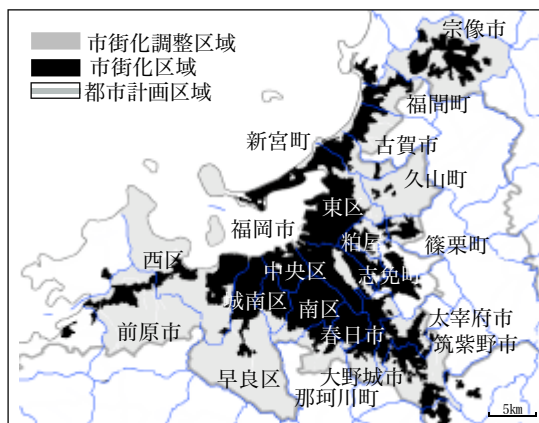 市街化調整区域
市街化区域
都市計画区域
宗像市
福間町
新宮町
古賀市
久山町
東区
福岡市
粕屋
篠栗町
西区
中央区
志免町
城南区
南区
太宰府市
前原市
春日市
筑紫野市
早良区
大野城市
那珂川町
5km